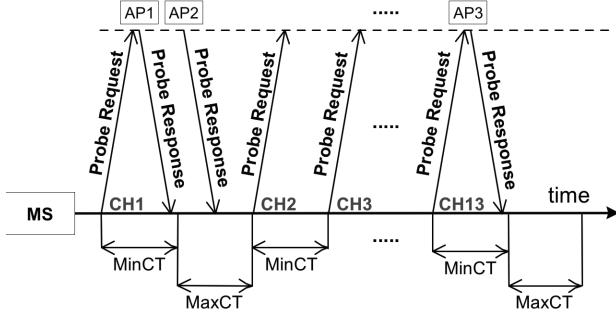 AP1 AP2 ..... AP3
Probe Request Probe Response Probe Response Probe Request Probe Request ..... Probe Request Probe Response
MS CH1 CH2 CH3 CH13 time
MinCT MinCT ..... MinCT
MaxCT MaxCT